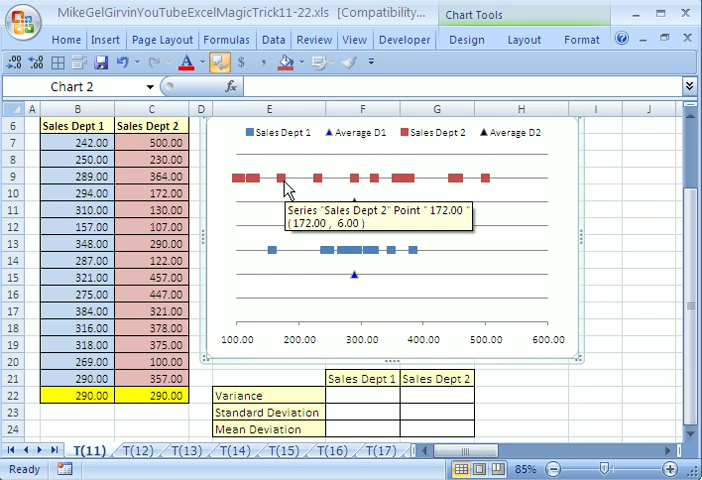 MikeGelGirvinYouTubeExcelMagicTrick11-22.xls [Compatibility...
Chart Tools
Home Insert Page Layout Formulas Data Review View Developer Design Layout Format
Chart 2 fx
A B C D E F G H I J
6 Sales Dept 1 Sales Dept 2
7 242.00 500.00
8 250.00 230.00
9 289.00 364.00
10 294.00 172.00
11 310.00 130.00
12 157.00 107.00
13 348.00 290.00
14 287.00 122.00
15 321.00 457.00
16 275.00 447.00
17 384.00 321.00
18 316.00 378.00
19 318.00 375.00
20 269.00 100.00
21 290.00 357.00
22 290.00 290.00
23
24
Sales Dept 1 Average D1 Sales Dept 2 Average D2
Series "Sales Dept 2" Point " 172.00 "
( 172.00 , 6.00 )
100.00 200.00 300.00 400.00 500.00 600.00
Sales Dept 1 Sales Dept 2
Variance
Standard Deviation
Mean Deviation
T(11) T(12) T(13) T(14) T(15) T(16) T(17)
Ready 85%